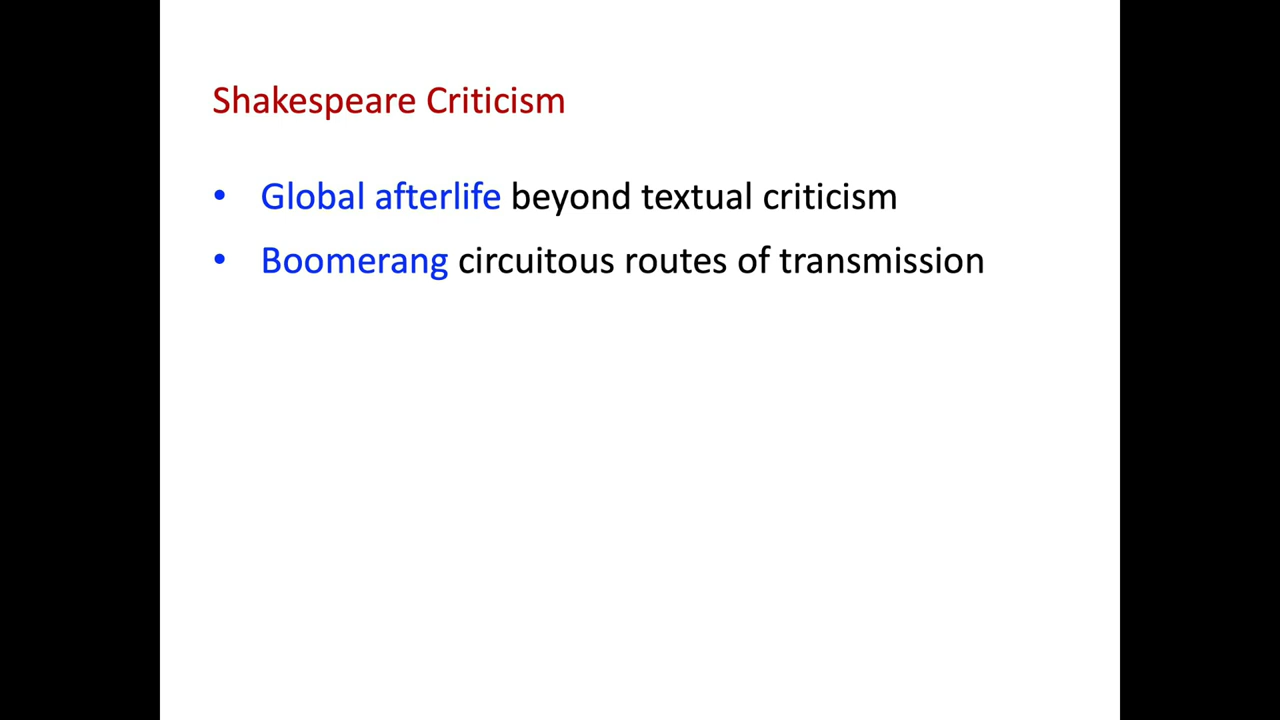 Shakespeare Criticism
• Global afterlife beyond textual criticism
• Boomerang circuitous routes of transmission